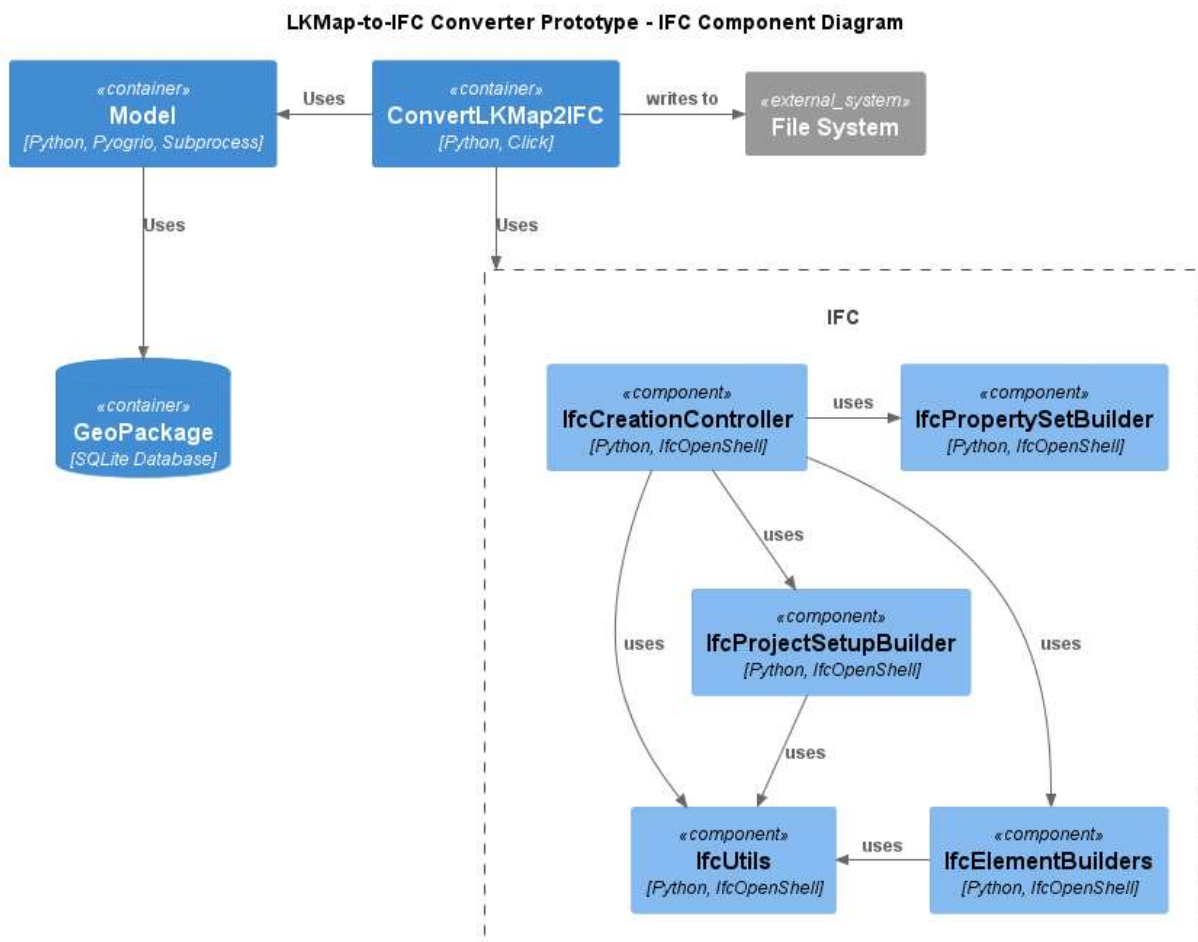 LKMap-to-IFC Converter Prototype - IFC Component Diagram
«container»
Model
[Python, Pyogrio, Subprocess]
Uses
«container»
ConvertLKMap2IFC
[Python, Click]
writes to
«external_system»
File System
Uses
Uses
IFC
«container»
GeoPackage
[SQLite Database]
«component»
IfcCreationController
[Python, IfcOpenShell]
uses
«component»
IfcPropertySetBuilder
[Python, IfcOpenShell]
uses
«component»
IfcProjectSetupBuilder
[Python, IfcOpenShell]
uses
uses
uses
«component»
IfcUtils
[Python, IfcOpenShell]
uses
«component»
IfcElementBuilders
[Python, IfcOpenShell]